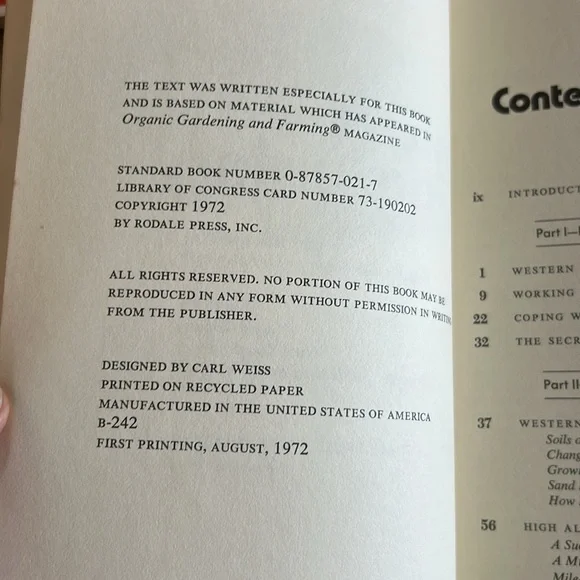 THE TEXT WAS WRITTEN ESPECIALLY FOR THIS BOOK
AND IS BASED ON MATERIAL WHICH HAS APPEARED IN
Organic Gardening and Farming® MAGAZINE
STANDARD BOOK NUMBER 0-87857-021-7
LIBRARY OF CONGRESS CARD NUMBER 73-190202
COPYRIGHT 1972
BY RODALE PRESS, INC.
ALL RIGHTS RESERVED. NO PORTION OF THIS BOOK MAY BE
REPRODUCED IN ANY FORM WITHOUT PERMISSION IN WRITING
FROM THE PUBLISHER.
DESIGNED BY CARL WEISS
PRINTED ON RECYCLED PAPER
MANUFACTURED IN THE UNITED STATES OF AMERICA
B-242
FIRST PRINTING, AUGUST, 1972
Conte
ix INTRODUCT
Part I—
1 WESTERN
9 WORKING
22 COPING W
32 THE SECR
Part II
37 WESTERN
Soils o
Chang
Grow
Sand
How
56 HIGH AL
A Su
A M
Mile